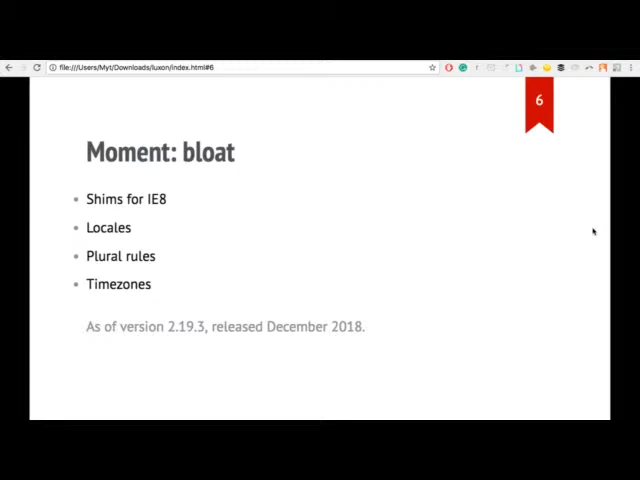 file:///Users/Myt/Downloads/luxon/index.html#6
6
Moment: bloat
Shims for IE8
Locales
Plural rules
Timezones
As of version 2.19.3, released December 2018.